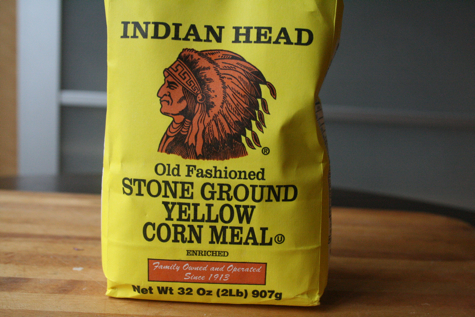 INDIAN HEAD
®
Old Fashioned
STONE GROUND
YELLOW
CORN MEAL Ⓤ
ENRICHED
Family Owned and Operated
Since 1913
Net Wt 32 Oz (2Lb) 907g